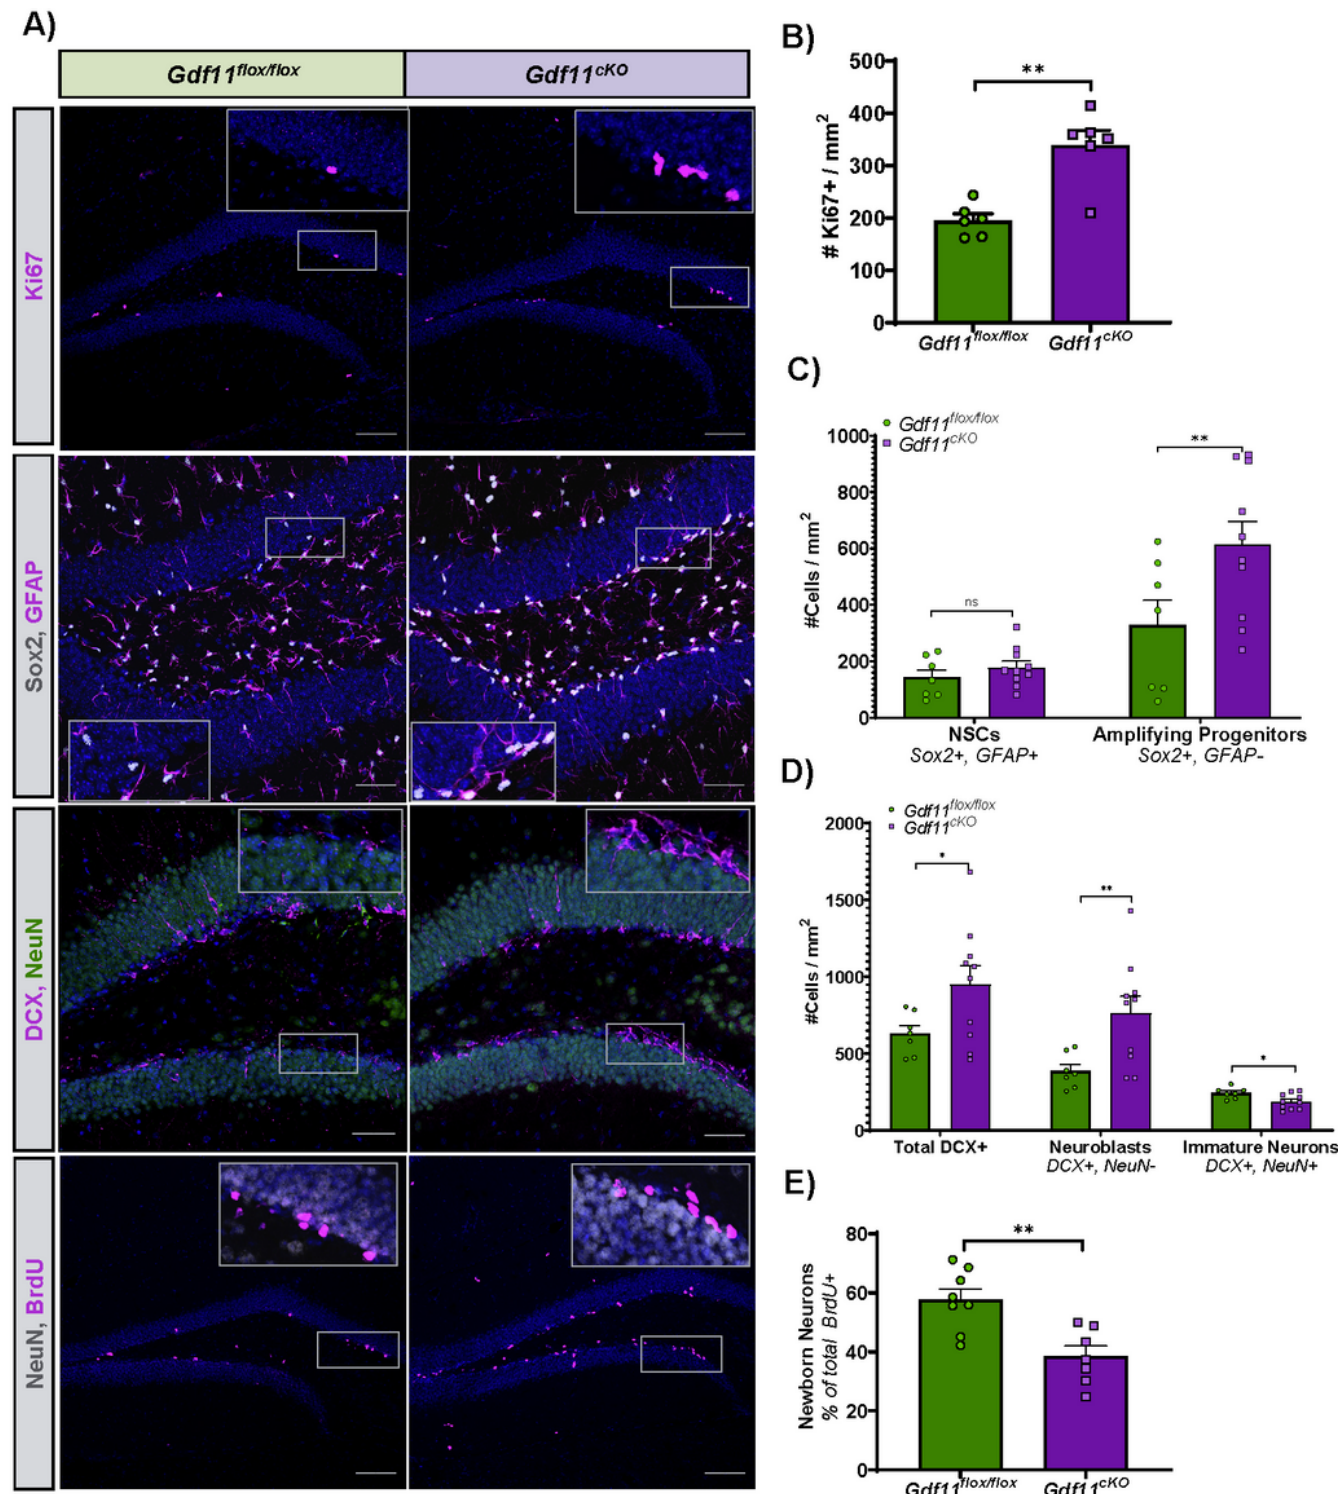 A)
Gdf11flox/flox
Gdf11cKO
Ki67
Sox2, GFAP
DCX, NeuN
NeuN, BrdU
B)
# Ki67+ / mm2
500
400
300
200
100
0
**
Gdf11flox/flox
Gdf11cKO
C)
Gdf11flox/flox
Gdf11cKO
#Cells / mm2
1000
800
600
400
200
0
ns
**
NSCs
Sox2+, GFAP+
Amplifying Progenitors
Sox2+, GFAP-
D)
Gdf11flox/flox
Gdf11cKO
#Cells / mm2
2000
1500
1000
500
0
*
**
*
Total DCX+
Neuroblasts
DCX+, NeuN-
Immature Neurons
DCX+, NeuN+
E)
Newborn Neurons
% of total BrdU+
80
60
40
20
0
**
Gdf11flox/flox
Gdf11cKO